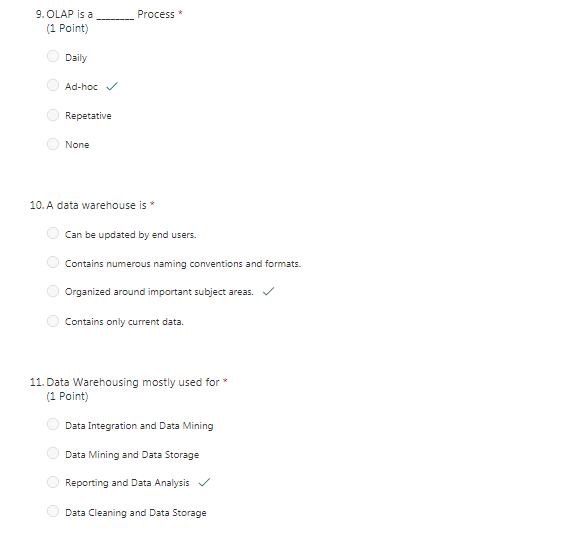 9. OLAP is a ________ Process *
(1 Point)
Daily
Ad-hoc ✓
Repetative
None
10. A data warehouse is *
Can be updated by end users.
Contains numerous naming conventions and formats.
Organized around important subject areas. ✓
Contains only current data.
11. Data Warehousing mostly used for *
(1 Point)
Data Integration and Data Mining
Data Mining and Data Storage
Reporting and Data Analysis ✓
Data Cleaning and Data Storage